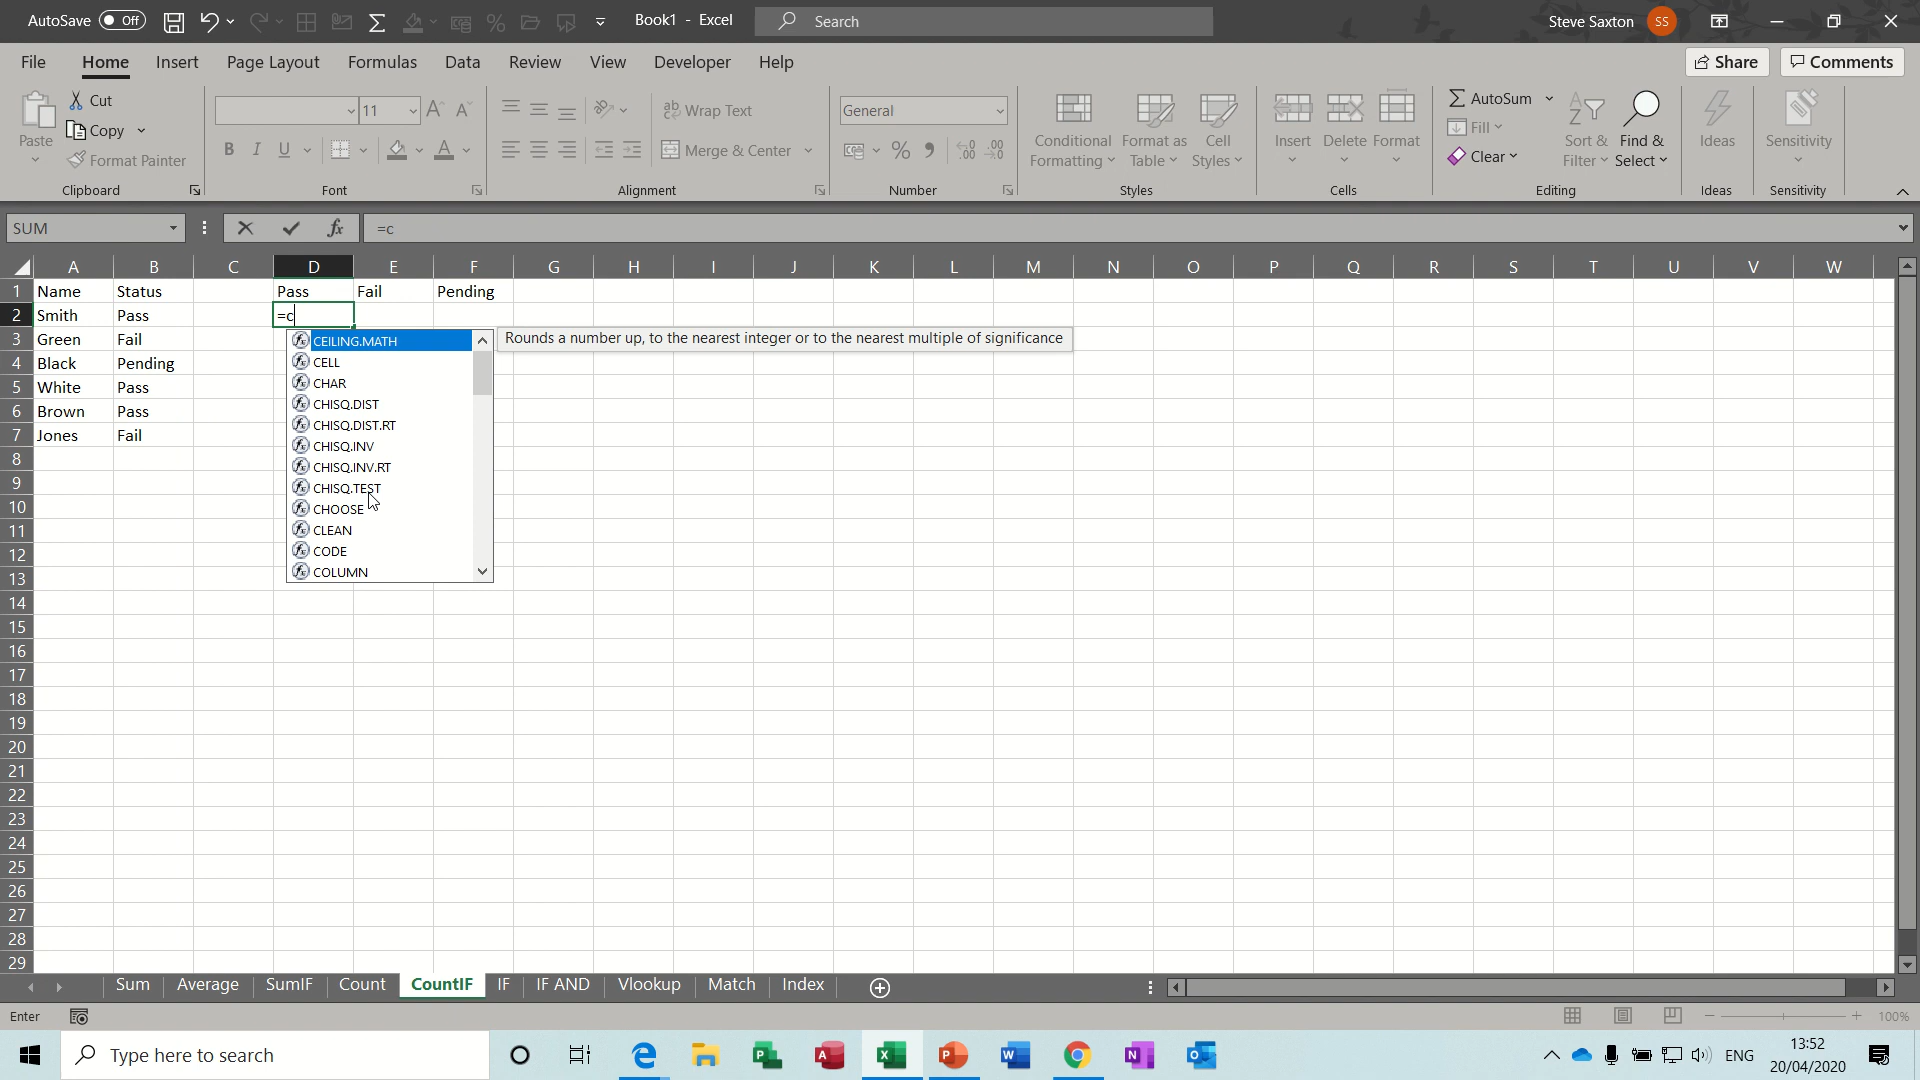 AutoSave Off Book1 - Excel Search Steve Saxton SS
File Home Insert Page Layout Formulas Data Review View Developer Help Share Comments
Paste Cut Copy Format Painter Clipboard
11 B I U Font
Wrap Text Merge & Center Alignment
General Number
Conditional Formatting Format as Table Cell Styles Styles
Insert Delete Format Cells
AutoSum Fill Clear Sort & Filter Find & Select Editing
Ideas Ideas
Sensitivity Sensitivity
SUM fx =c
A B C D E F G H I J K L M N O P Q R S T U V W
1 Name Status Pass Fail Pending
2 Smith Pass =c
3 Green Fail
4 Black Pending
5 White Pass
6 Brown Pass
7 Jones Fail
8
9
10
11
12
13
14
15
16
17
18
19
20
21
22
23
24
25
26
27
28
29
CEILING.MATH Rounds a number up, to the nearest integer or to the nearest multiple of significance
CELL
CHAR
CHISQ.DIST
CHISQ.DIST.RT
CHISQ.INV
CHISQ.INV.RT
CHISQ.TEST
CHOOSE
CLEAN
CODE
COLUMN
Sum Average SumIF Count CountIF IF IF AND Vlookup Match Index
Enter 100%
Type here to search ENG 13:52
20/04/2020